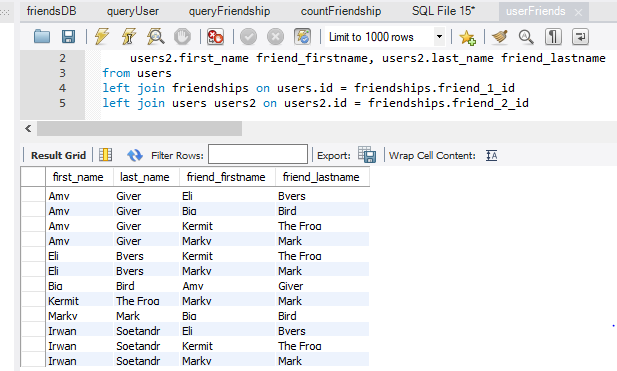 friendsDB queryUser queryFriendship countFriendship SQL File 15* userFriends
Limit to 1000 rows
2 users2.first_name friend_firstname, users2.last_name friend_lastname
3 from users
4 left join friendships on users.id = friendships.friend_1_id
5 left join users users2 on users2.id = friendships.friend_2_id
Result Grid Filter Rows: Export: Wrap Cell Content:
first_name last_name friend_firstname friend_lastname
Amy Giver Eli Byers
Amy Giver Big Bird
Amy Giver Kermit The Frog
Amy Giver Marky Mark
Eli Byers Kermit The Frog
Eli Byers Marky Mark
Big Bird Amy Giver
Kermit The Frog Marky Mark
Marky Mark Big Bird
Irwan Soetandr Eli Byers
Irwan Soetandr Kermit The Frog
Irwan Soetandr Marky Mark